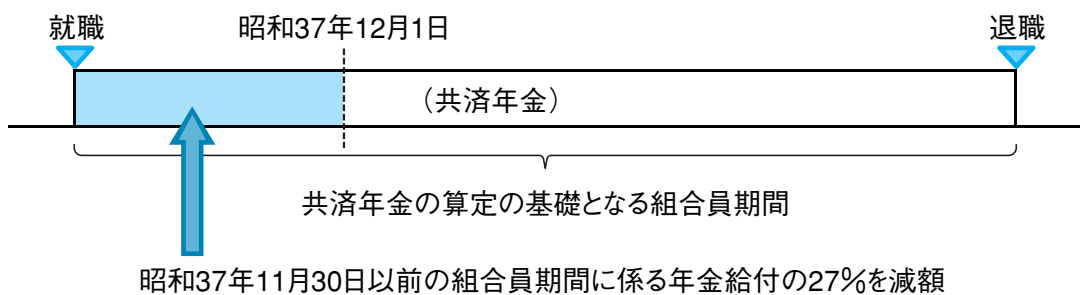 就職
昭和37年12月1日
退職
（共済年金）
共済年金の算定の基礎となる組合員期間
昭和37年11月30日以前の組合員期間に係る年金給付の27%を減額